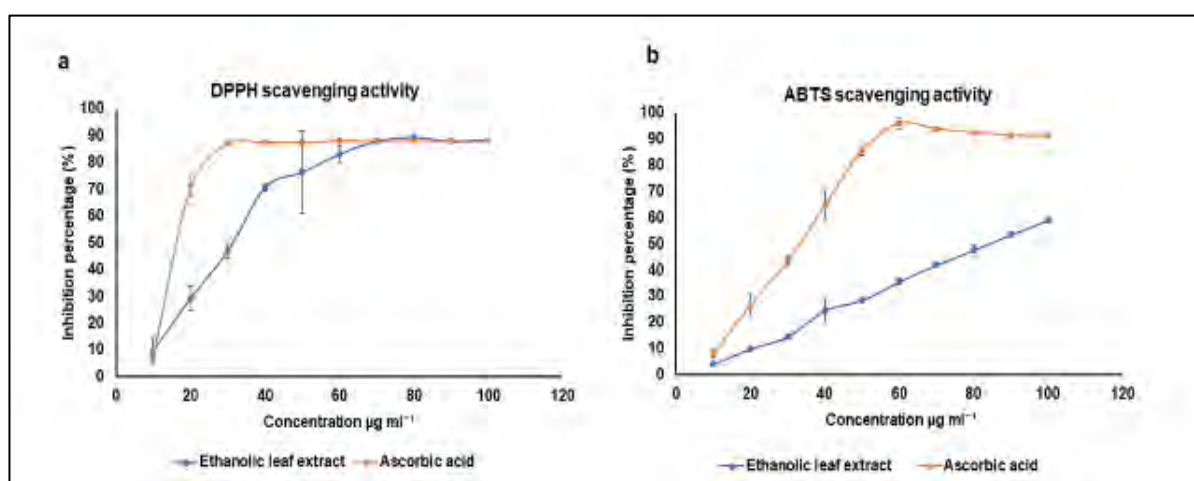 a
DPPH scavenging activity
100
90
80
70
60
50
40
30
20
10
0
Inhibition percentage (%)
0 20 40 60 80 100 120
Concentration µg ml⁻¹
Ethanolic leaf extract Ascorbic acid
b
ABTS scavenging activity
100
90
80
70
60
50
40
30
20
10
0
Inhibition percentage (%)
0 20 40 60 80 100 120
Concentration µg ml⁻¹
Ethanolic leaf extract Ascorbic acid